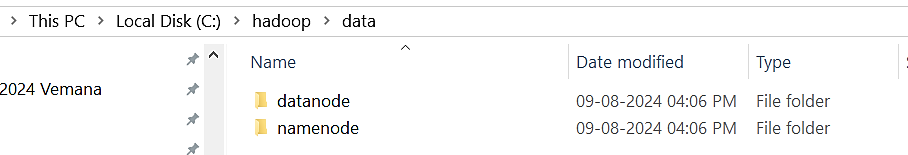 This PC > Local Disk (C:) > hadoop > data
Name Date modified Type
2024 Vemana
datanode 09-08-2024 04:06 PM File folder
namenode 09-08-2024 04:06 PM File folder